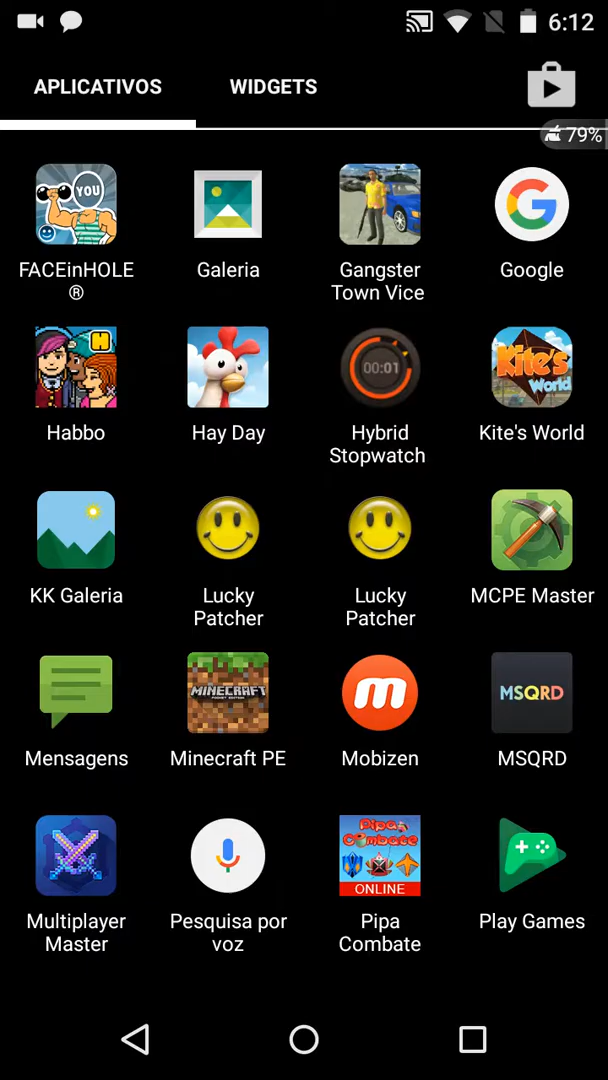 6:12
APLICATIVOS WIDGETS
79%
YOU
FACEinHOLE
®
Galeria
Gangster
Town Vice
Google
H
Habbo
Hay Day
00:01
Hybrid
Stopwatch
Kite's
World
Kite's World
KK Galeria
Lucky
Patcher
Lucky
Patcher
MCPE Master
Mensagens
MINECRAFT
Minecraft PE
m
Mobizen
MSQRD
MSQRD
Multiplayer
Master
Pesquisa por
voz
Pipa
Combate
ONLINE
Pipa
Combate
Play Games